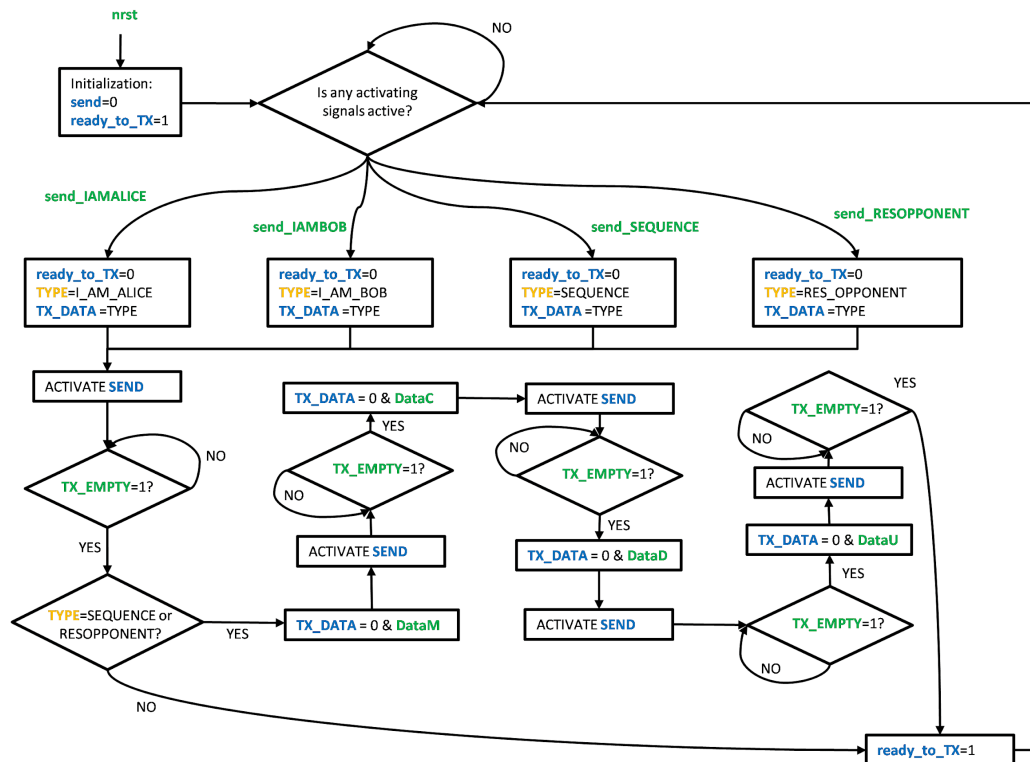 nrst
NO
Initialization:
send=0
ready_to_TX=1
Is any activating
signals active?
send_IAMALICE
send_IAMBOB
send_SEQUENCE
send_RESOPPONENT
ready_to_TX=0
TYPE=I_AM_ALICE
TX_DATA =TYPE
ready_to_TX=0
TYPE=I_AM_BOB
TX_DATA =TYPE
ready_to_TX=0
TYPE=SEQUENCE
TX_DATA =TYPE
ready_to_TX=0
TYPE=RES_OPPONENT
TX_DATA =TYPE
ACTIVATE SEND
NO
TX_EMPTY=1?
YES
TYPE=SEQUENCE or
RESOPPONENT?
YES
NO
TX_DATA = 0 & DataM
ACTIVATE SEND
TX_EMPTY=1?
NO
YES
TX_DATA = 0 & DataC
ACTIVATE SEND
TX_EMPTY=1?
NO
YES
TX_DATA = 0 & DataD
ACTIVATE SEND
TX_EMPTY=1?
NO
YES
TX_DATA = 0 & DataU
ACTIVATE SEND
TX_EMPTY=1?
NO
YES
ready_to_TX=1